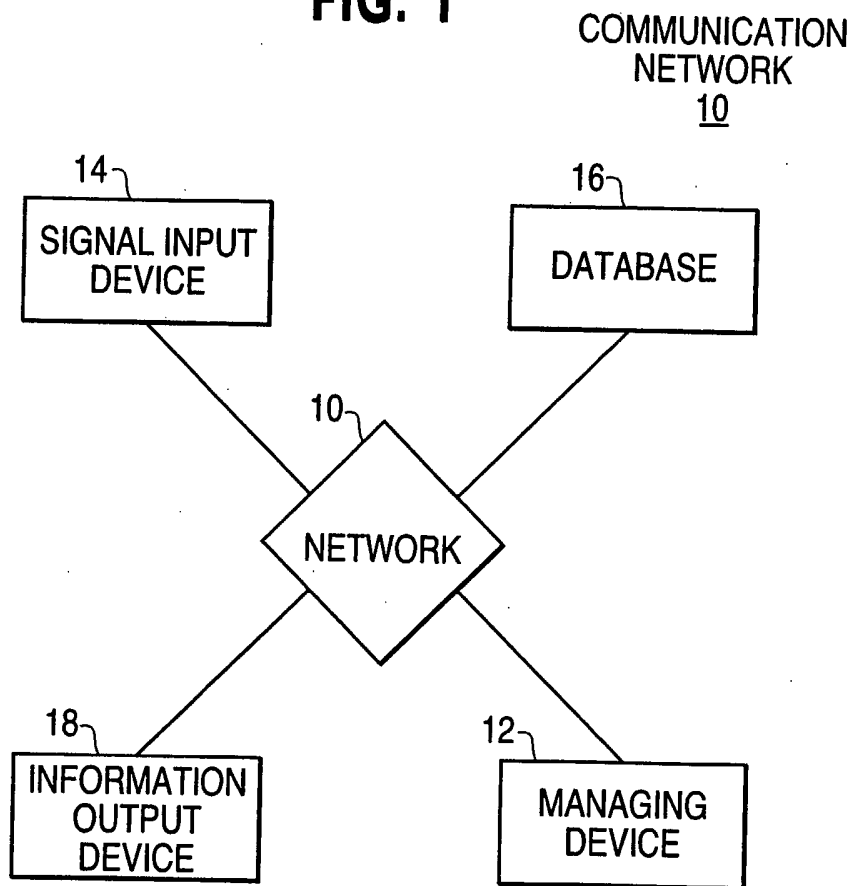 FIG. 1
COMMUNICATION
NETWORK
10
14
SIGNAL INPUT
DEVICE
16
DATABASE
10
NETWORK
18
INFORMATION
OUTPUT
DEVICE
12
MANAGING
DEVICE